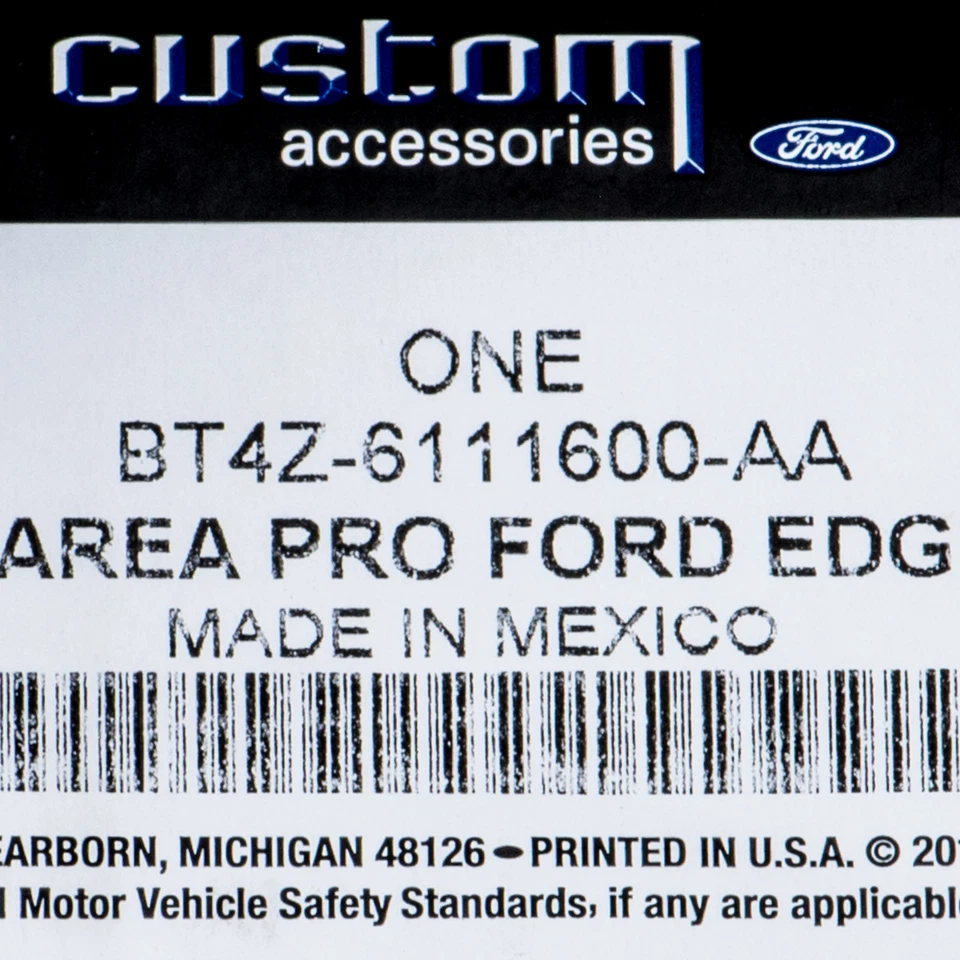 custom
accessories
Ford
ONE
BT4Z-6111600-AA
AREA PRO FORD EDG
MADE IN MEXICO
EARBORN, MICHIGAN 48126 • PRINTED IN U.S.A. © 201
l Motor Vehicle Safety Standards, if any are applicabl